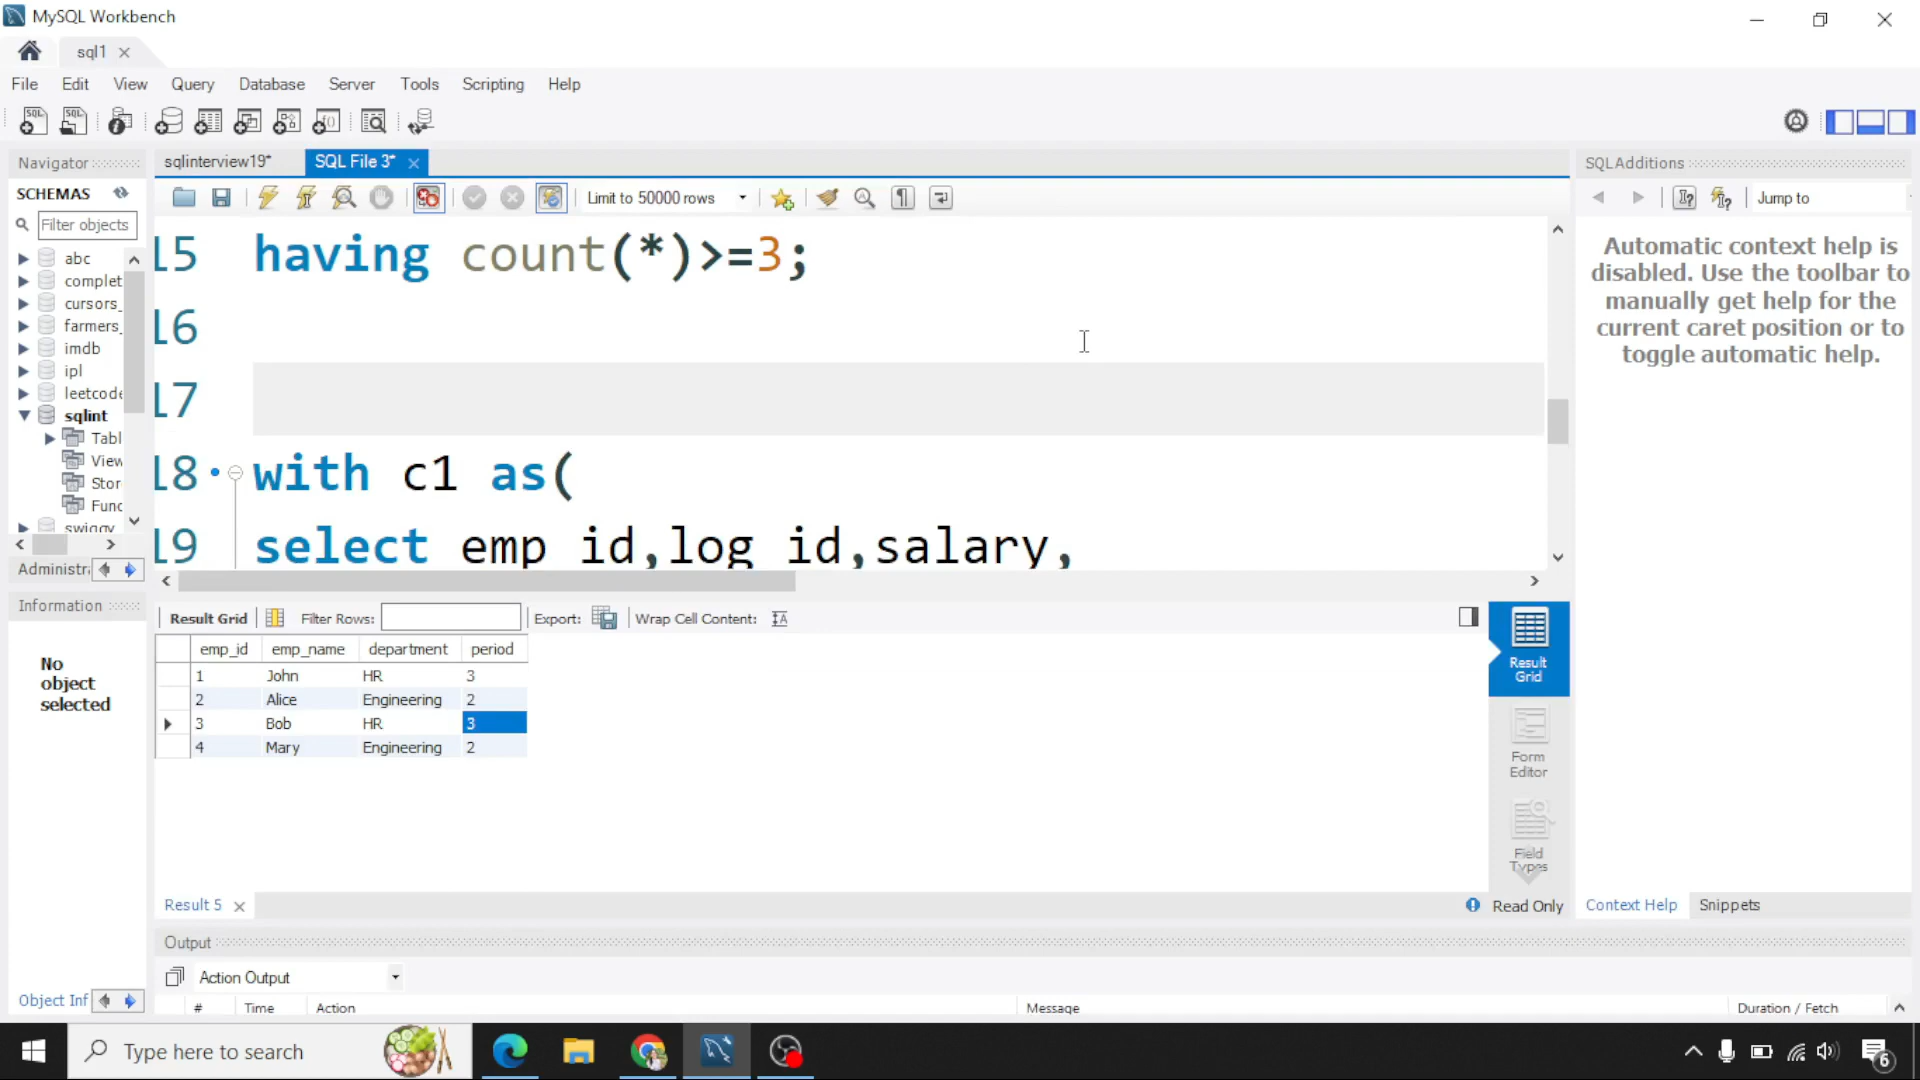 MySQL Workbench
sql1
File Edit View Query Database Server Tools Scripting Help
Navigator
sqlinterview19*
SQL File 3*
SQLAdditions
SCHEMAS
Limit to 50000 rows
Jump to
Filter objects
abc
complet
cursors_
farmers_
imdb
ipl
leetcode
sqlint
Tabl
View
Stor
Func
swiggy
Administr
Information
No
object
selected
Object Inf
15 having count(*)>=3;
16
17
18 with c1 as(
19 select emp_id,log_id,salary,
Automatic context help is
disabled. Use the toolbar to
manually get help for the
current caret position or to
toggle automatic help.
Result Grid Filter Rows: Export: Wrap Cell Content:
emp_id emp_name department period
1 John HR 3
2 Alice Engineering 2
3 Bob HR 3
4 Mary Engineering 2
Result
Grid
Form
Editor
Field
Types
Result 5
Read Only
Context Help Snippets
Output
Action Output
# Time Action Message Duration / Fetch
Type here to search
6